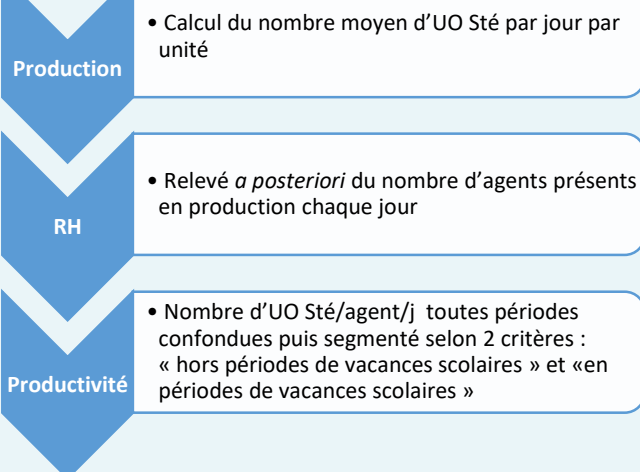 Production
• Calcul du nombre moyen d’UO Sté par jour par
unité
RH
• Relevé a posteriori du nombre d’agents présents
en production chaque jour
Productivité
• Nombre d’UO Sté/agent/j toutes périodes
confondues puis segmenté selon 2 critères :
« hors périodes de vacances scolaires » et «en
périodes de vacances scolaires »